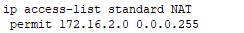 ip access-list standard NAT
 permit 172.16.2.0 0.0.0.255